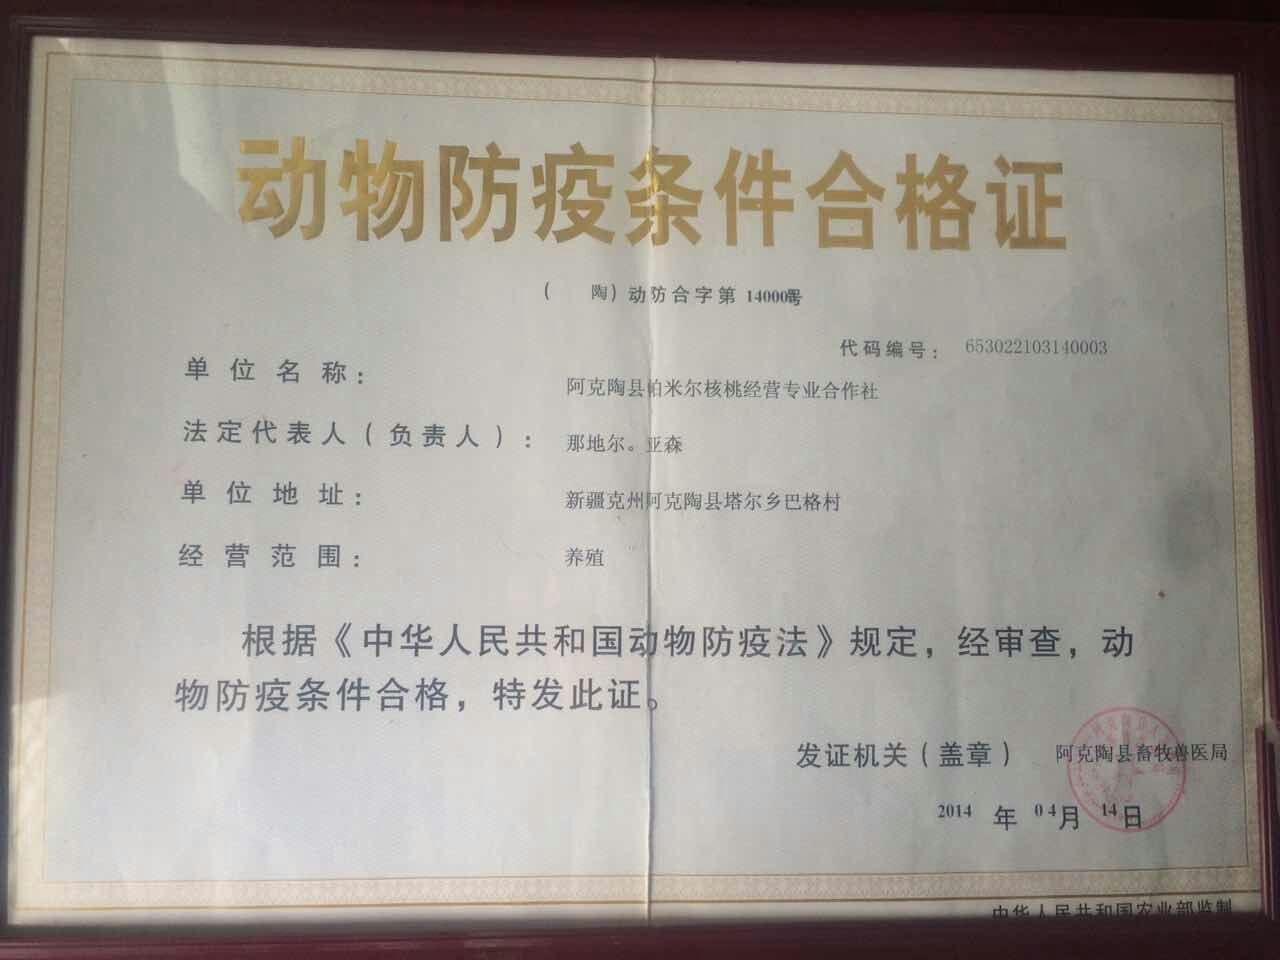 动物防疫条件合格证
（ 陶）动防合字第 14000号
代码编号： 653022103140003
单位名称： 阿克陶县帕米尔核桃经营专业合作社
法定代表人（负责人）： 那地尔。亚森
单位地址： 新疆克州阿克陶县塔尔乡巴格村
经营范围： 养殖
根据《中华人民共和国动物防疫法》规定，经审查，动
物防疫条件合格，特发此证。
发证机关（盖章） 阿克陶县畜牧兽医局
2014 年 04月 14日
中华人民共和国农业部监制